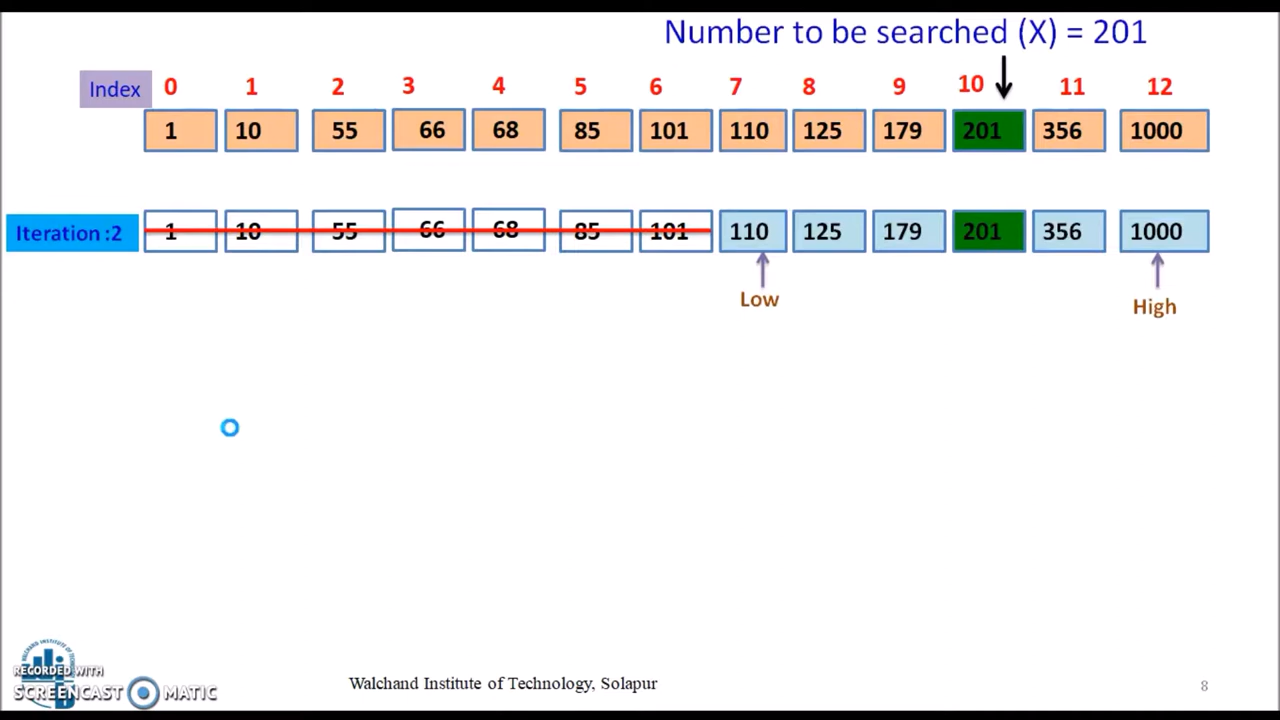 Number to be searched (X) = 201
Index 0 1 2 3 4 5 6 7 8 9 10 11 12
1 10 55 66 68 85 101 110 125 179 201 356 1000
Iteration :2 1 10 55 66 68 85 101 110 125 179 201 356 1000
Low
High
RECORDED WITH
SCREENCAST MATIC
Walchand Institute of Technology, Solapur
8